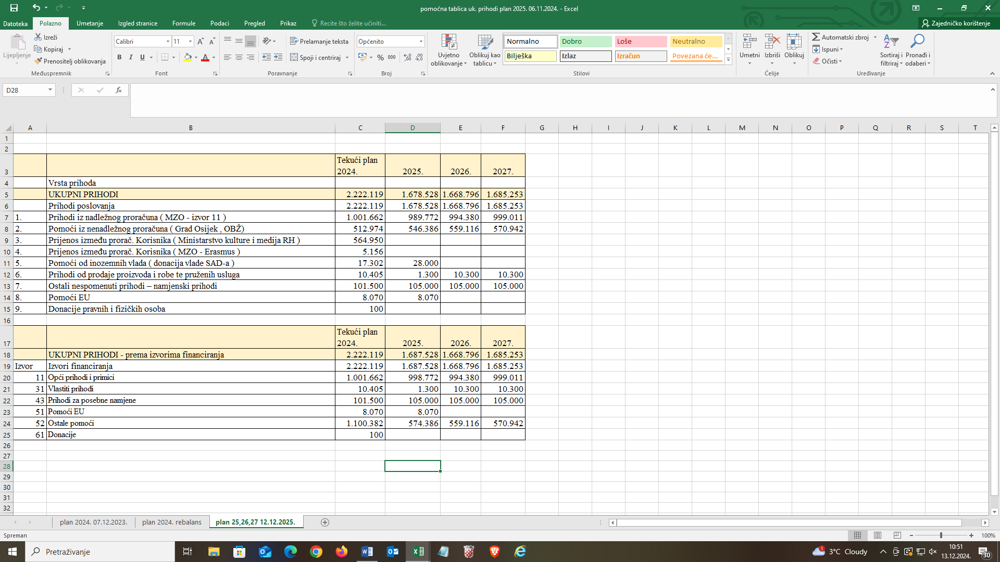 pomoćna tablica uk. prihodi plan 2025. 06.11.2024. - Excel
Datoteka Polazno Umetanje Izgled stranice Formule Podaci Pregled Prikaz Recite što želite učiniti... Zajedničko korištenje
Lijepljenje
Izreži
Kopiraj
Prenositelj oblikovanja
Međuspremnik
Calibri 11
B I U
Font
Prelamanje teksta
Spoji i centriraj
Poravnanje
Općenito
% 000
Broj
Uvjetno oblikovanje
Oblikuj kao tablicu
Normalno Dobro Loše Neutralno
Bilješka Izlaz Izračun Povezana će...
Stilovi
Umetni Izbriši Oblikuj
Ćelije
Automatski zbroj
Ispuni
Očisti
Sortiraj i filtriraj
Pronađi i odaberi
Uređivanje
D28
fx
A B C D E F G H I J K L M N O P Q R S T
1
2
3 Tekući plan 2024. 2025. 2026. 2027.
4 Vrsta prihoda
5 UKUPNI PRIHODI 2.222.119 1.678.528 1.668.796 1.685.253
6 Prihodi poslovanja 2.222.119 1.678.528 1.668.796 1.685.253
7 1. Prihodi iz nadležnog proračuna ( MZO - izvor 11 ) 1.001.662 989.772 994.380 999.011
8 2. Pomoći iz nenadležnog proračuna ( Grad Osijek , OBŽ) 512.974 546.386 559.116 570.942
9 3. Prijenos između prorač. Korisnika ( Ministarstvo kulture i medija RH ) 564.950
10 4. Prijenos između prorač. Korisnika ( MZO - Erasmus ) 5.156
11 5. Pomoći od inozemnih vlada ( donacija vlade SAD-a ) 17.302 28.000
12 6. Prihodi od prodaje proizvoda i robe te pruženih usluga 10.405 1.300 10.300 10.300
13 7. Ostali nespomenuti prihodi – namjenski prihodi 101.500 105.000 105.000 105.000
14 8. Pomoći EU 8.070 8.070
15 9. Donacije pravnih i fizičkih osoba 100
16
17 Tekući plan 2024. 2025. 2026. 2027.
18 UKUPNI PRIHODI - prema izvorima financiranja 2.222.119 1.687.528 1.668.796 1.685.253
19 Izvor Izvori financiranja 2.222.119 1.687.528 1.668.796 1.685.253
20 11 Opći prihodi i primici 1.001.662 998.772 994.380 999.011
21 31 Vlastiti prihodi 10.405 1.300 10.300 10.300
22 43 Prihodi za posebne namjene 101.500 105.000 105.000 105.000
23 51 Pomoći EU 8.070 8.070
24 52 Ostale pomoći 1.100.382 574.386 559.116 570.942
25 61 Donacije 100
26
27
28
29
30
31
32
plan 2024. 07.12.2023. plan 2024. rebalans plan 25,26,27 12.12.2025.
Spreman 100%
Pretraživanje
3°C Cloudy
10:51
13.12.2024.
30